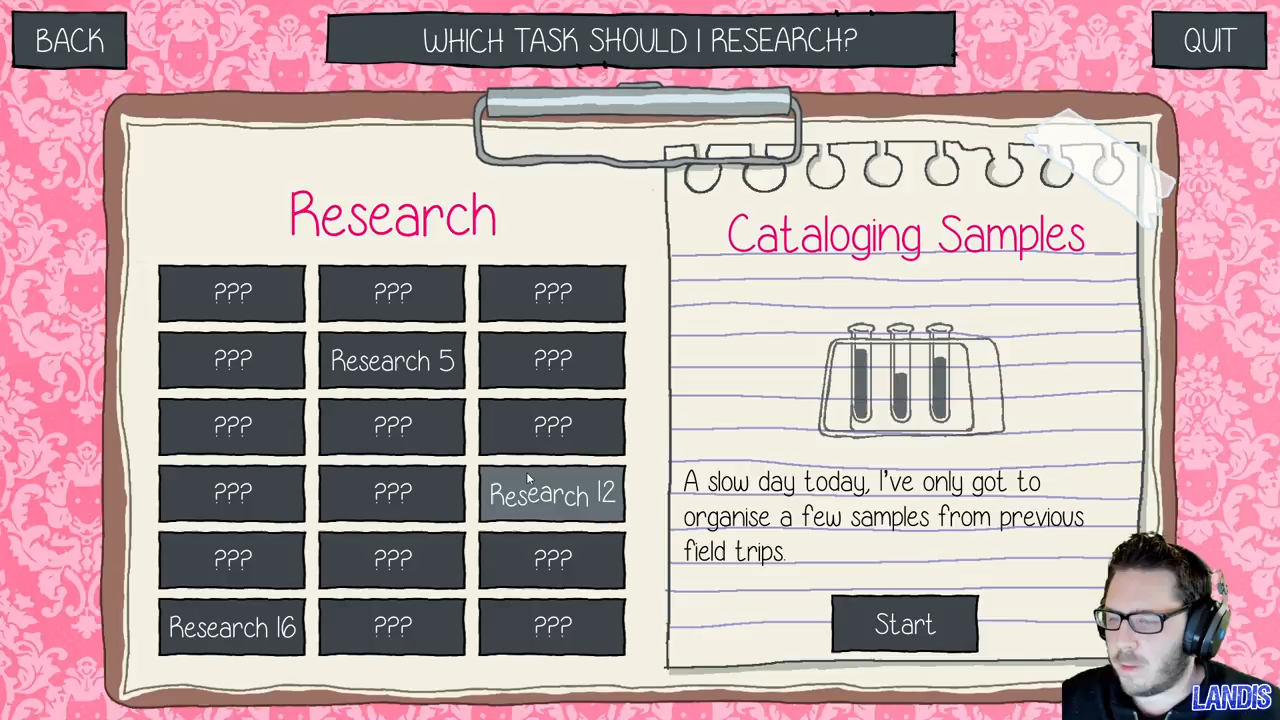 BACK
WHICH TASK SHOULD I RESEARCH?
QUIT
Research
??? ??? ???
??? Research 5 ???
??? ??? ???
??? ??? Research 12
??? ??? ???
Research 16 ??? ???
Cataloging Samples
A slow day today, I've only got to
organise a few samples from previous
field trips.
Start
LANDIS